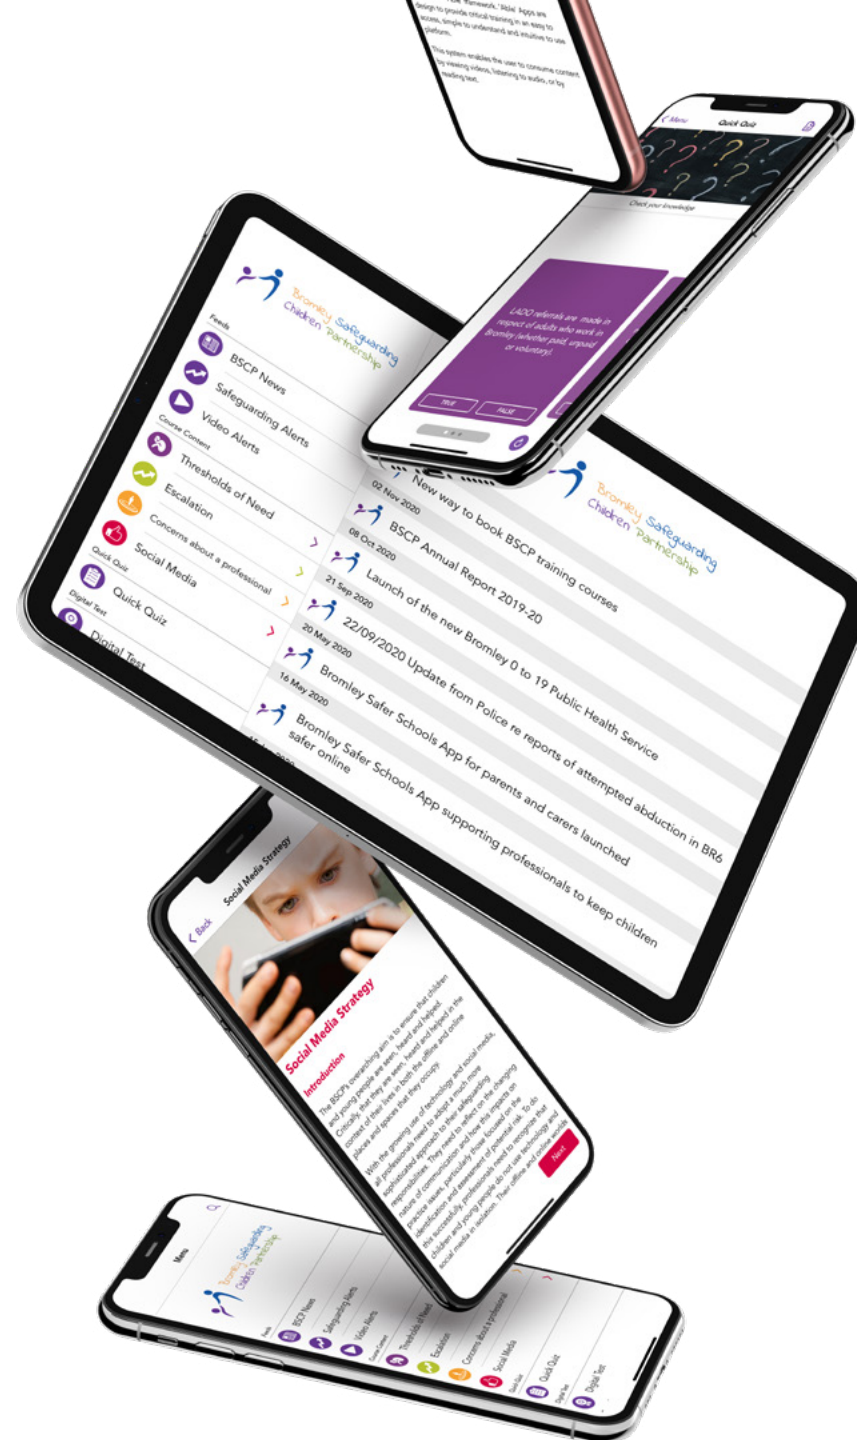 framework. 'Able' Apps are
design to provide critical training in an easy to
access, simple to understand and intuitive to use
platform.
This system enables the user to consume content
by viewing videos, listening to audio, or by
reading text.
Menu
Quick Quiz
Check your knowledge
LADO referrals are made in
respect of adults who work in
Bromley (whether paid, unpaid
or voluntary).
TRUE
FALSE
Bromley Safeguarding
Children Partnership
Feeds
BSCP News
Safeguarding Alerts
Video Alerts
Course Content
Thresholds of Need
Escalation
Concerns about a professional
Social Media
Quick Quiz
Quick Quiz
Digital Test
Digital Test
Bromley Safeguarding
Children Partnership
New way to book BSCP training courses
02 Nov 2020
BSCP Annual Report 2019-20
08 Oct 2020
Launch of the new Bromley 0 to 19 Public Health Service
21 Sep 2020
22/09/2020 Update from Police re reports of attempted abduction in BR6
20 May 2020
Bromley Safer Schools App for parents and carers launched
16 May 2020
Bromley Safer Schools App supporting professionals to keep children
safer online
Back
Social Media Strategy
Social Media Strategy
Introduction
The BSCP's overarching aim is to ensure that children
and young people are seen, heard and helped.
Critically, that they are seen, heard and helped in the
context of their lives in both the offline and online
places and spaces that they occupy.
With the growing use of technology and social media,
all professionals need to adopt a much more
sophisticated approach to their safeguarding
responsibilities. They need to reflect on the changing
nature of communication and how this impacts on
practice issues, particularly those focused on the
identification and assessment of potential risk. To do
this successfully, professionals need to recognize that
children and young people do not use technology and
social media in isolation. Their offline and online worlds
Next
Menu
Bromley Safeguarding
Children Partnership
Feeds
BSCP News
Safeguarding Alerts
Video Alerts
Course Content
Thresholds of Need
Escalation
Concerns about a professional
Social Media
Quick Quiz
Quick Quiz
Digital Test
Digital Test